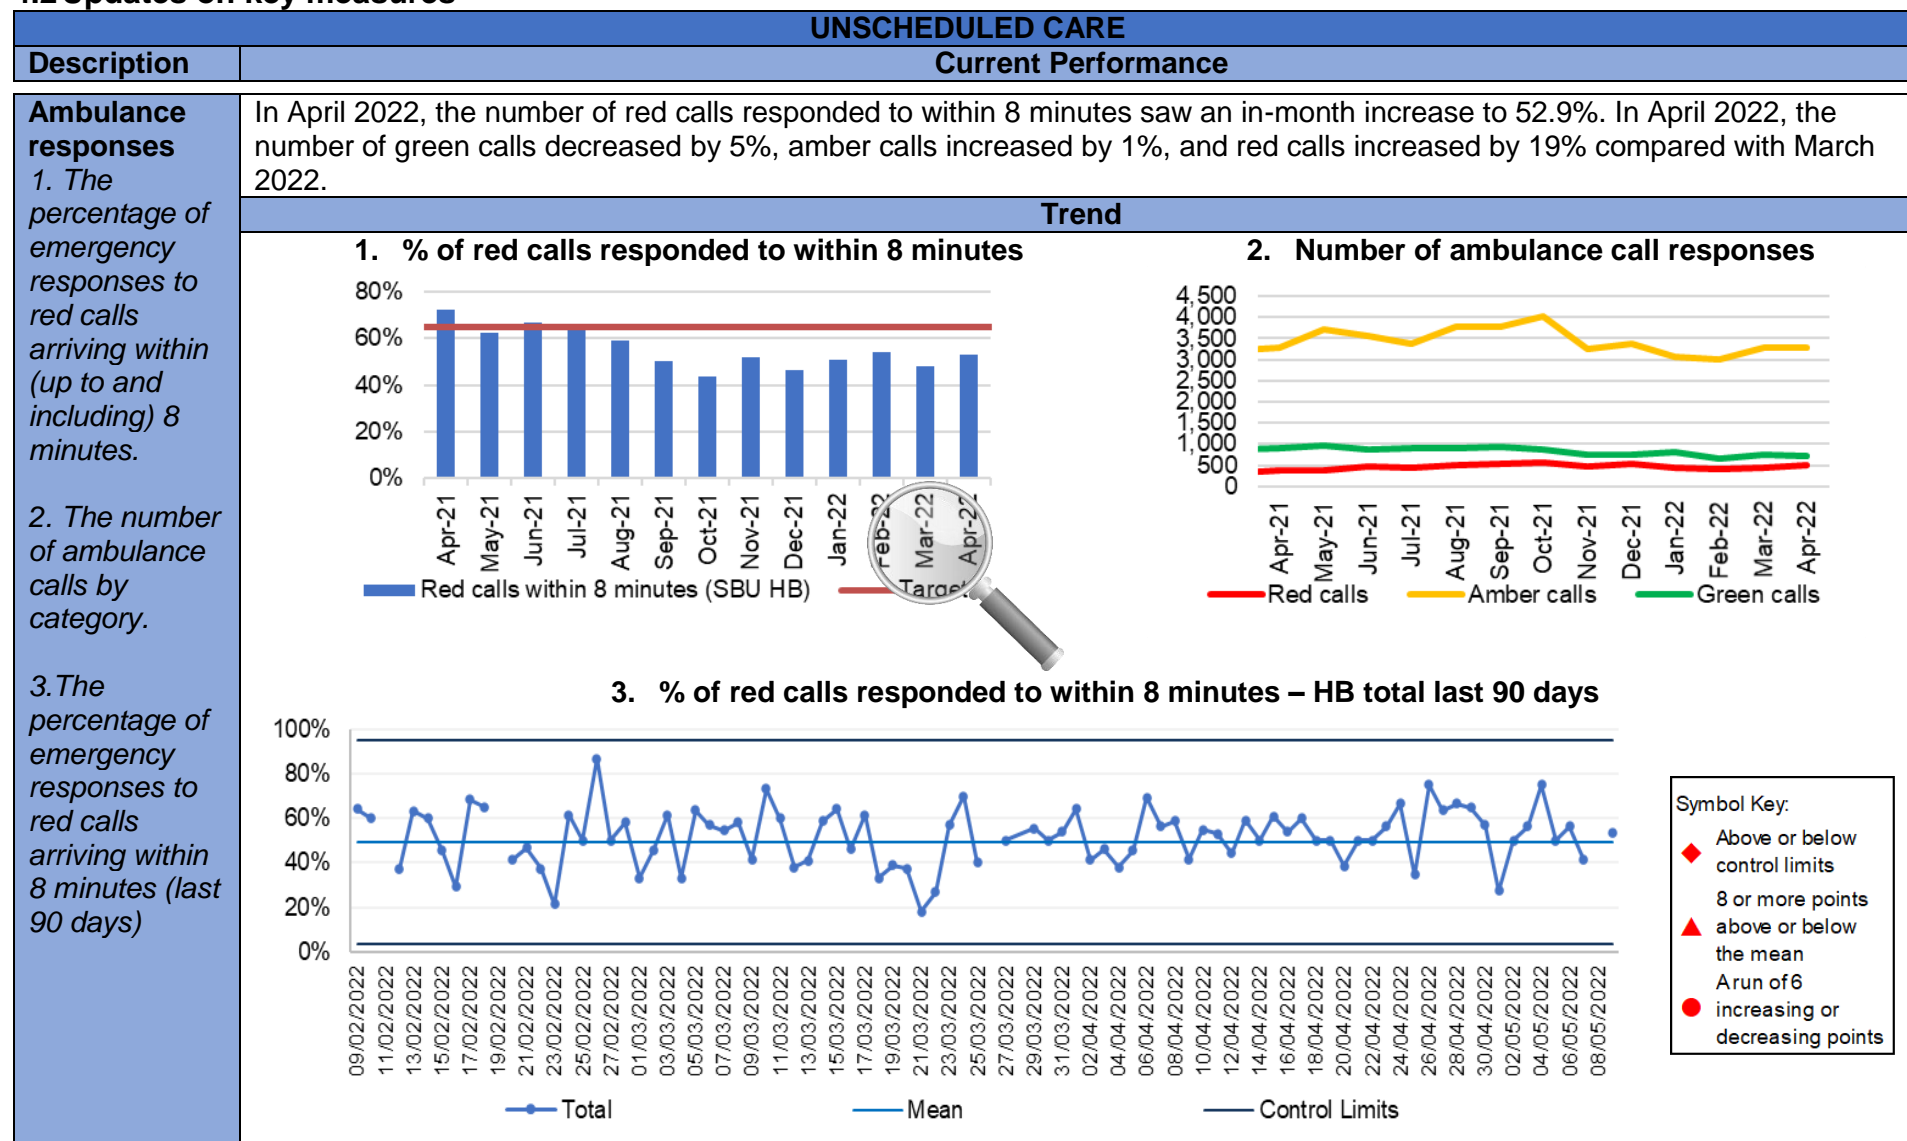 4.2 Updates on key measures
UNSCHEDULED CARE
Description
Current Performance
Ambulance
responses
1. The
percentage of
emergency
responses to
red calls
arriving within
(up to and
including) 8
minutes.
2. The number
of ambulance
calls by
category.
3.The
percentage of
emergency
responses to
red calls
arriving within
8 minutes (last
90 days)
In April 2022, the number of red calls responded to within 8 minutes saw an in-month increase to 52.9%. In April 2022, the
number of green calls decreased by 5%, amber calls increased by 1%, and red calls increased by 19% compared with March
2022.
Trend
1. % of red calls responded to within 8 minutes
80%
60%
40%
20%
0%
Apr-21
May-21
Jun-21
Jul-21
Aug-21
Sep-21
Oct-21
Nov-21
Dec-21
Jan-22
Feb-22
Mar-22
Apr-22
Red calls within 8 minutes (SBU HB)
Target
2. Number of ambulance call responses
4,500
4,000
3,500
3,000
2,500
2,000
1,500
1,000
500
0
Apr-21
May-21
Jun-21
Jul-21
Aug-21
Sep-21
Oct-21
Nov-21
Dec-21
Jan-22
Feb-22
Mar-22
Apr-22
Red calls
Amber calls
Green calls
3. % of red calls responded to within 8 minutes – HB total last 90 days
100%
80%
60%
40%
20%
0%
09/02/2022
11/02/2022
13/02/2022
15/02/2022
17/02/2022
19/02/2022
21/02/2022
23/02/2022
25/02/2022
27/02/2022
01/03/2022
03/03/2022
05/03/2022
07/03/2022
09/03/2022
11/03/2022
13/03/2022
15/03/2022
17/03/2022
19/03/2022
21/03/2022
23/03/2022
25/03/2022
27/03/2022
29/03/2022
31/03/2022
02/04/2022
04/04/2022
06/04/2022
08/04/2022
10/04/2022
12/04/2022
14/04/2022
16/04/2022
18/04/2022
20/04/2022
22/04/2022
24/04/2022
26/04/2022
28/04/2022
30/04/2022
02/05/2022
04/05/2022
06/05/2022
08/05/2022
Total
Mean
Control Limits
Symbol Key:
Above or below
control limits
8 or more points
above or below
the mean
A run of 6
increasing or
decreasing points